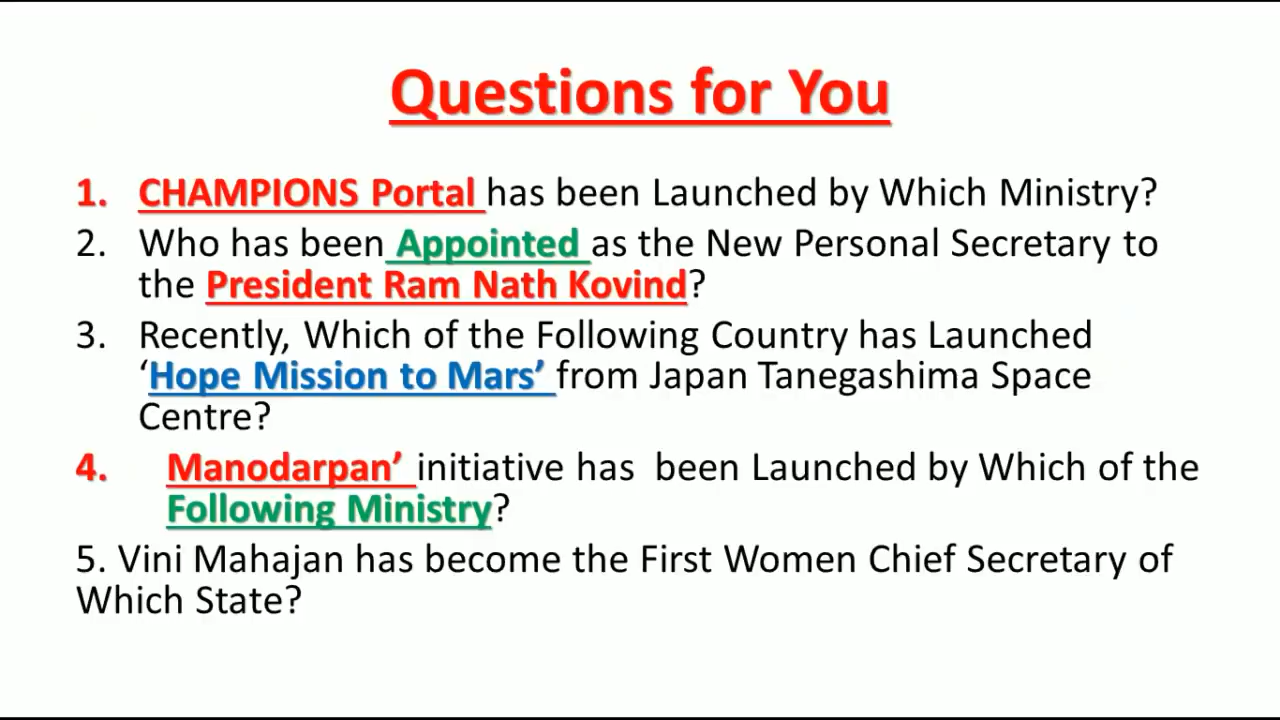 Questions for You
1. CHAMPIONS Portal has been Launched by Which Ministry?
2. Who has been Appointed as the New Personal Secretary to
the President Ram Nath Kovind?
3. Recently, Which of the Following Country has Launched
‘Hope Mission to Mars’ from Japan Tanegashima Space
Centre?
4. Manodarpan’ initiative has been Launched by Which of the
Following Ministry?
5. Vini Mahajan has become the First Women Chief Secretary of
Which State?